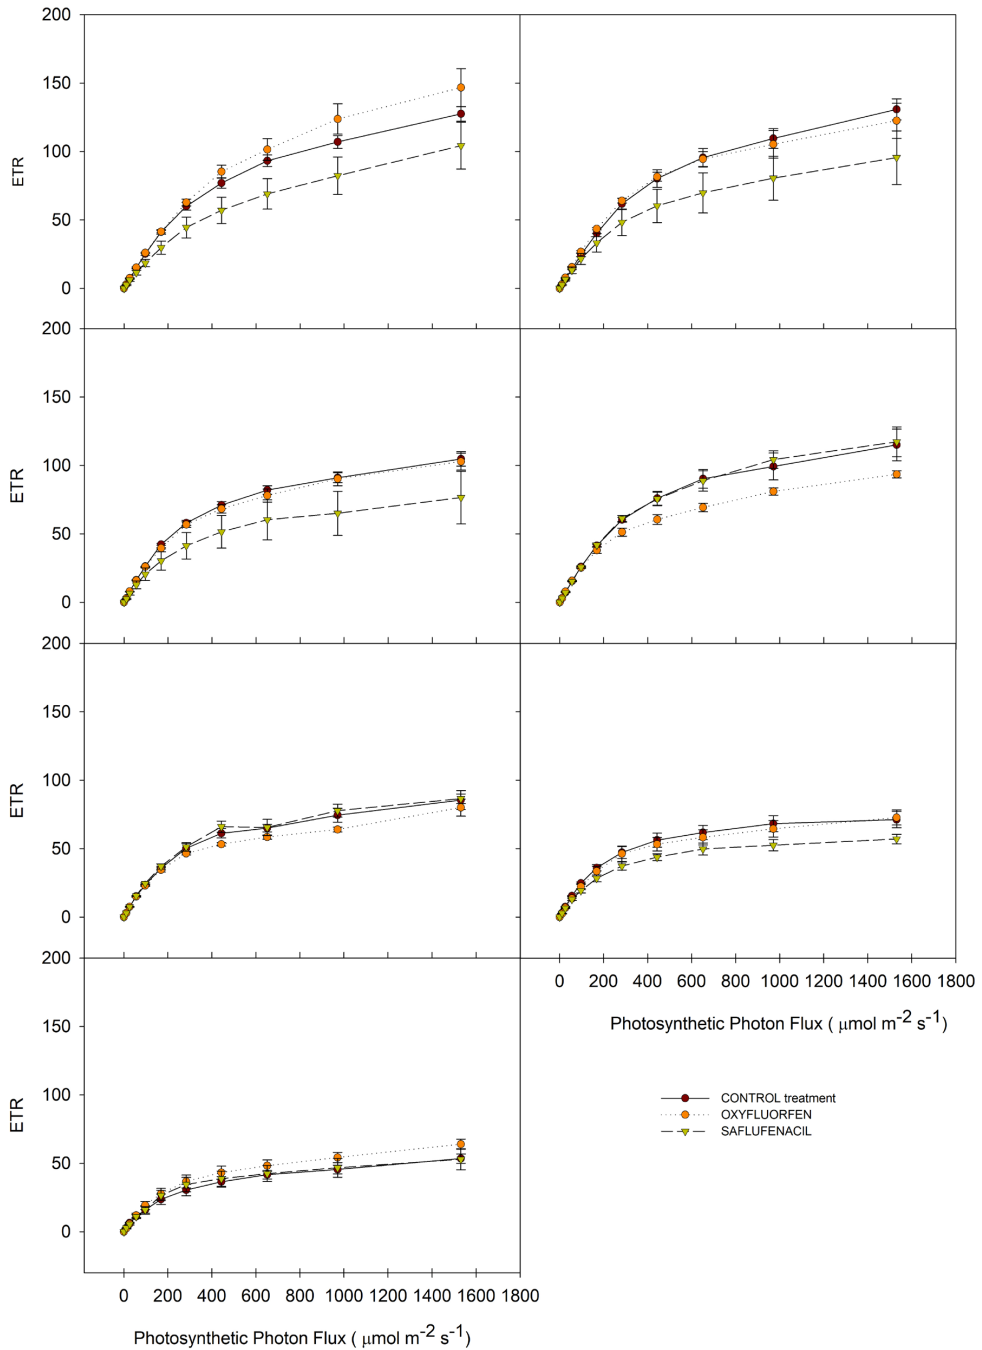 200
150
100
50
0
ETR
200
150
100
50
0
ETR
200
150
100
50
0
ETR
0 200 400 600 800 1000 1200 1400 1600 1800
Photosynthetic Photon Flux ( μmol m-2 s-1)
200
150
100
50
0
ETR
CONTROL treatment
OXYFLUORFEN
SAFLUFENACIL
0 200 400 600 800 1000 1200 1400 1600 1800
Photosynthetic Photon Flux ( μmol m-2 s-1)